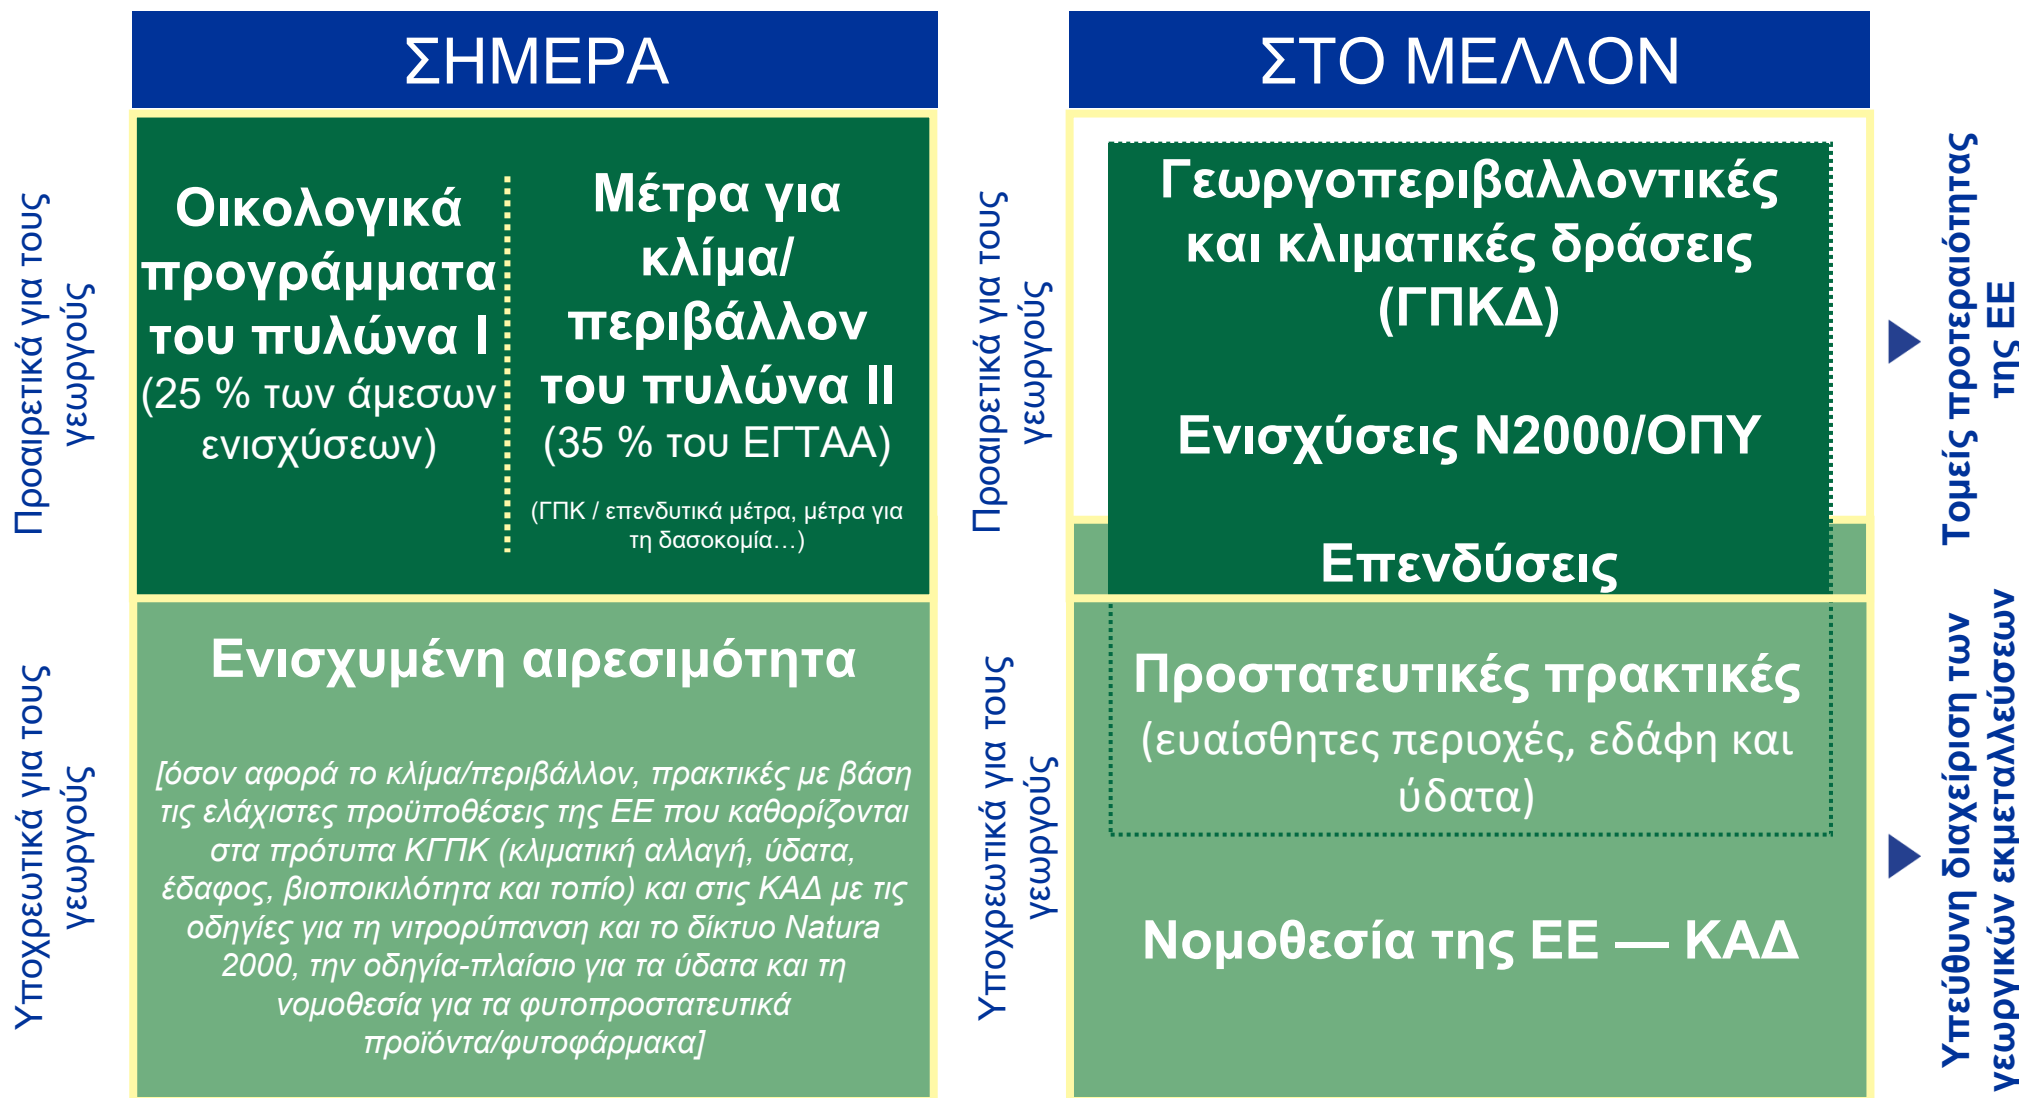 ΣΗΜΕΡΑ
Προαιρετικά για τους
γεωργούς
Οικολογικά
προγράμματα
του πυλώνα I
(25 % των άμεσων
ενισχύσεων)
Μέτρα για
κλίμα/
περιβάλλον
του πυλώνα II
(35 % του ΕΓΤΑΑ)
(ΓΠΚ / επενδυτικά μέτρα, μέτρα για
τη δασοκομία…)
Υποχρεωτικά για τους
γεωργούς
Ενισχυμένη αιρεσιμότητα
[όσον αφορά το κλίμα/περιβάλλον, πρακτικές με βάση
τις ελάχιστες προϋποθέσεις της ΕΕ που καθορίζονται
στα πρότυπα ΚΓΠΚ (κλιματική αλλαγή, ύδατα,
έδαφος, βιοποικιλότητα και τοπίο) και στις ΚΑΔ με τις
οδηγίες για τη νιτρορύπανση και το δίκτυο Natura
2000, την οδηγία-πλαίσιο για τα ύδατα και τη
νομοθεσία για τα φυτοπροστατευτικά
προϊόντα/φυτοφάρμακα]
ΣΤΟ ΜΕΛΛΟΝ
Προαιρετικά για τους
γεωργούς
Γεωργοπεριβαλλοντικές
και κλιματικές δράσεις
(ΓΠΚΔ)
Ενισχύσεις N2000/ΟΠΥ
Επενδύσεις
Τομείς προτεραιότητας
της ΕΕ
Υποχρεωτικά για τους
γεωργούς
Προστατευτικές πρακτικές
(ευαίσθητες περιοχές, εδάφη και
ύδατα)
Νομοθεσία της ΕΕ — ΚΑΔ
Υπεύθυνη διαχείριση των
γεωργικών εκμεταλλεύσεων